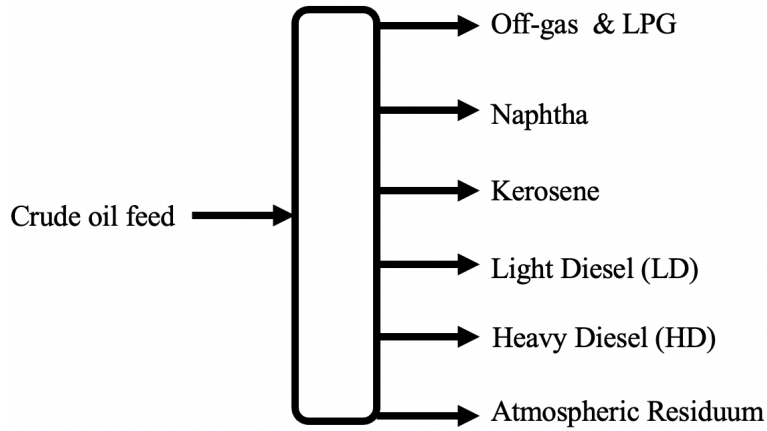 Off-gas & LPG
Naphtha
Kerosene
Crude oil feed
Light Diesel (LD)
Heavy Diesel (HD)
Atmospheric Residuum